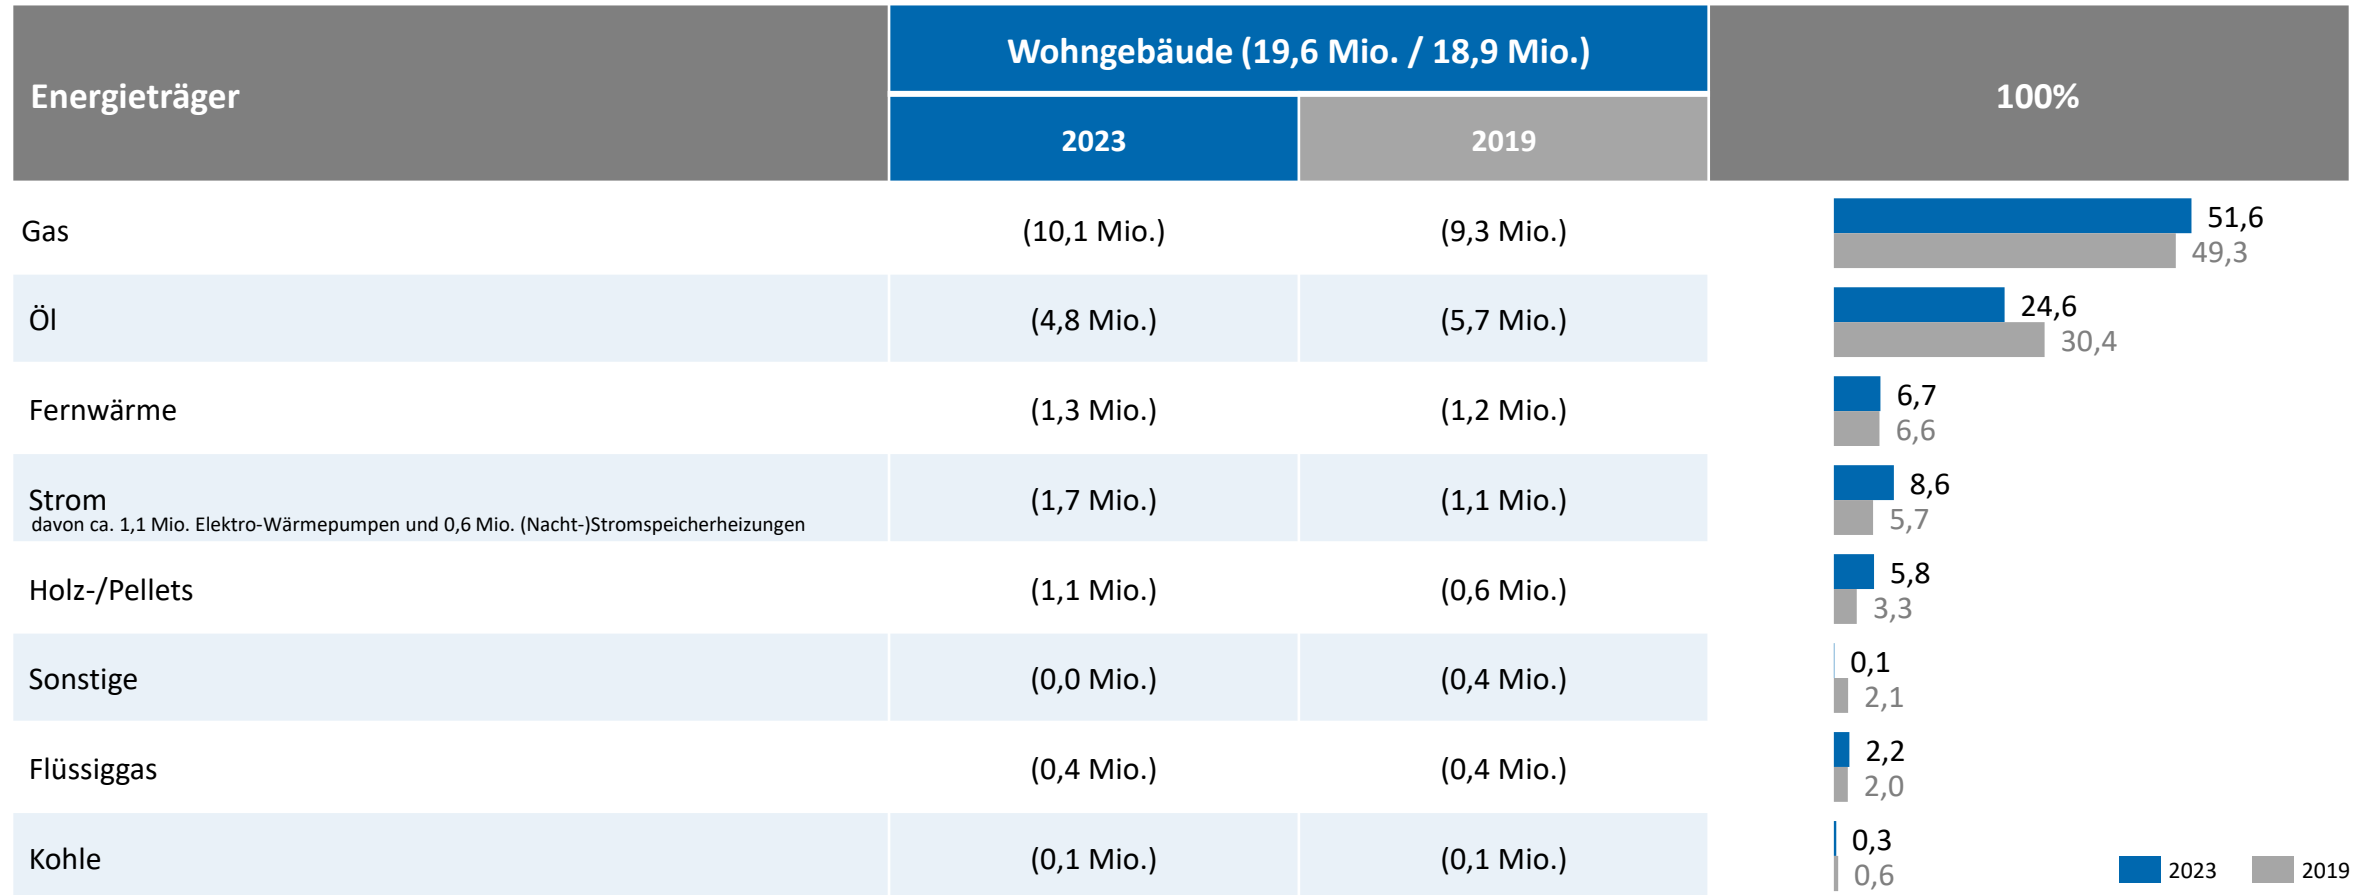 Energieträger
Wohngebäude (19,6 Mio. / 18,9 Mio.)
2023
2019
100%
Gas
(10,1 Mio.)
(9,3 Mio.)
51,6
49,3
Öl
(4,8 Mio.)
(5,7 Mio.)
24,6
30,4
Fernwärme
(1,3 Mio.)
(1,2 Mio.)
6,7
6,6
Strom
davon ca. 1,1 Mio. Elektro-Wärmepumpen und 0,6 Mio. (Nacht-)Stromspeicherheizungen
(1,7 Mio.)
(1,1 Mio.)
8,6
5,7
Holz-/Pellets
(1,1 Mio.)
(0,6 Mio.)
5,8
3,3
Sonstige
(0,0 Mio.)
(0,4 Mio.)
0,1
2,1
Flüssiggas
(0,4 Mio.)
(0,4 Mio.)
2,2
2,0
Kohle
(0,1 Mio.)
(0,1 Mio.)
0,3
0,6
2023
2019